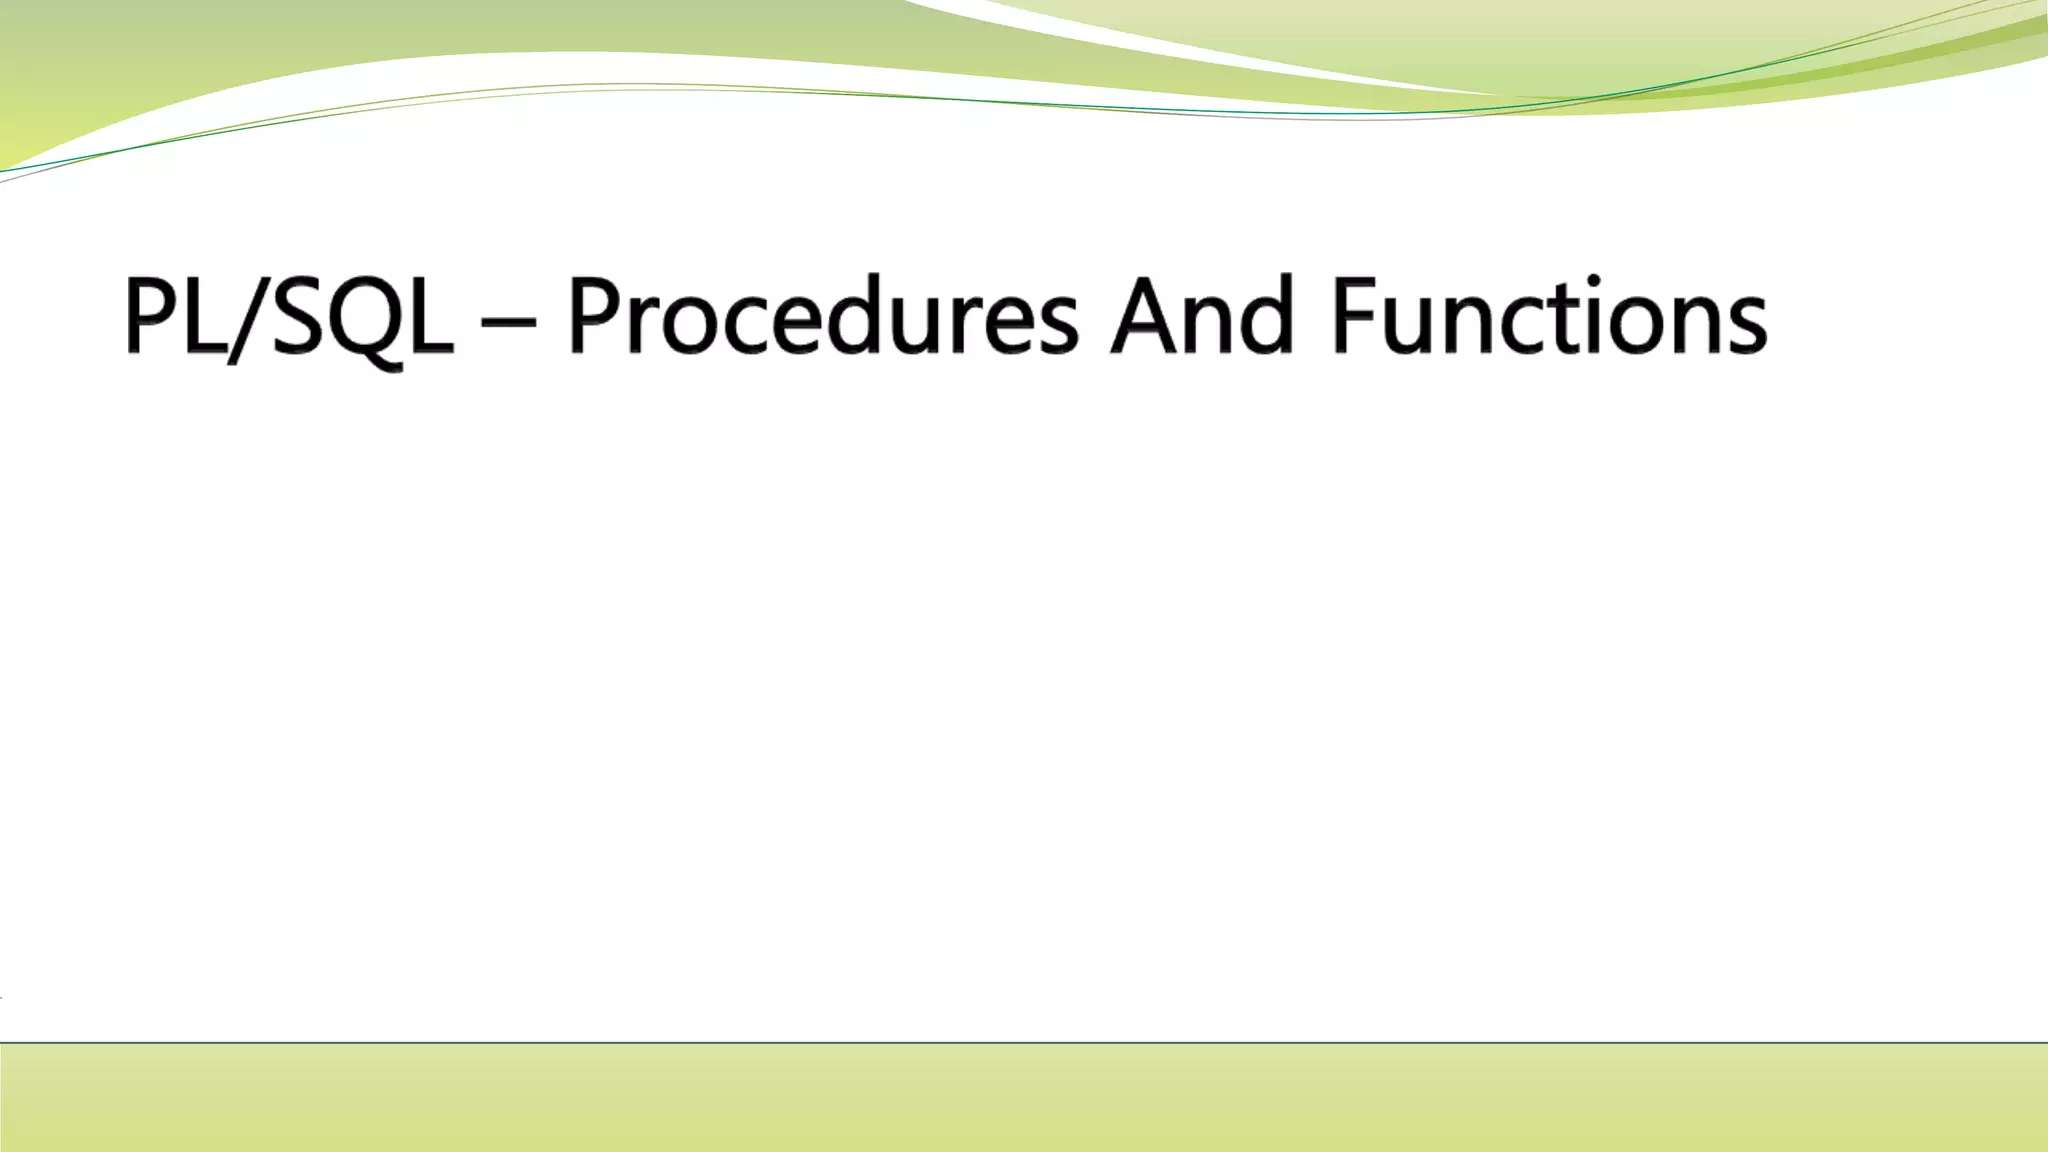 PL/SQL – Procedures And Functions